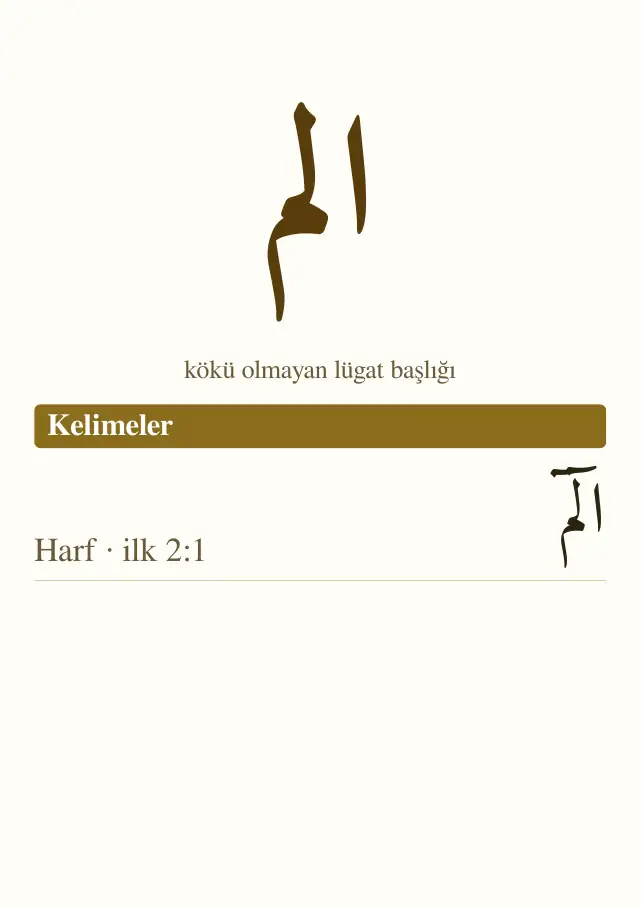 الم
kökü olmayan lügat başlığı
Kelimeler
الٓم
Harf · ilk 2:1